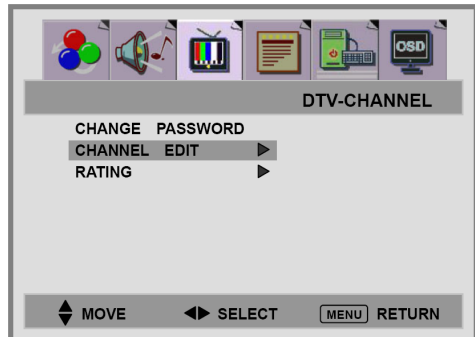 OSD
DTV-CHANNEL
CHANGE PASSWORD
CHANNEL EDIT
RATING
MOVE SELECT MENU RETURN